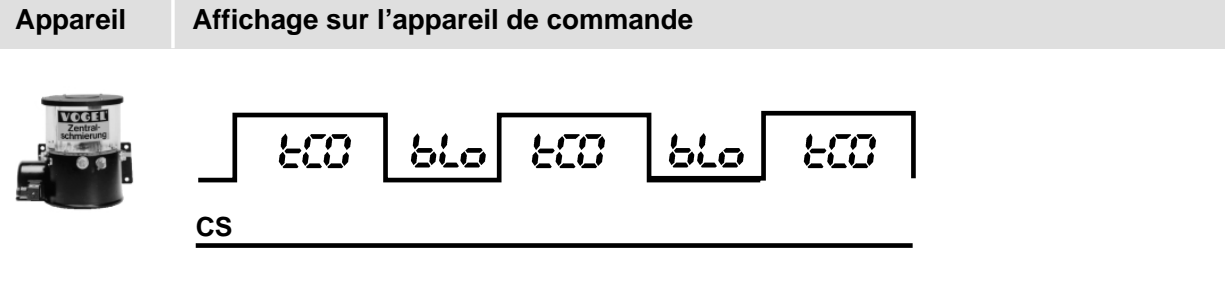 Appareil Affichage sur l'appareil de commande
VOGEL
Zentral-
schmierung
tCO bLo tCO bLo tCO
CS